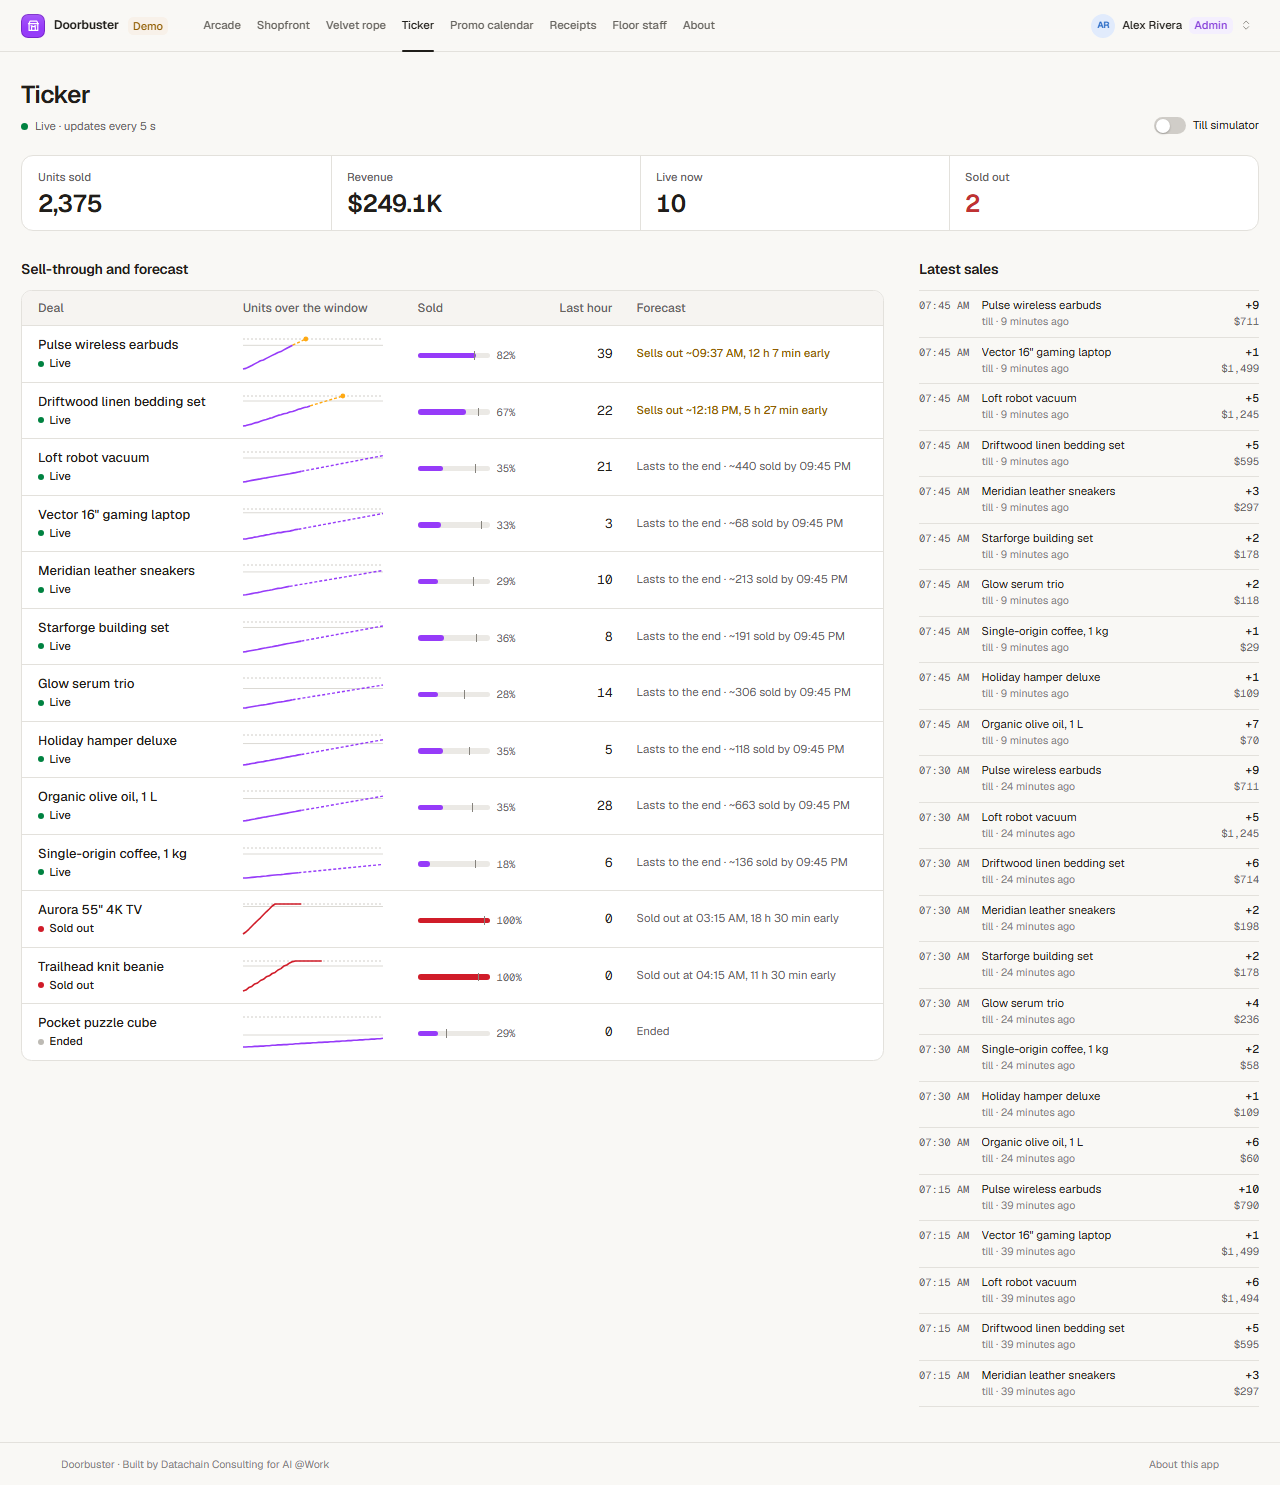 Doorbuster Demo Arcade Shopfront Velvet rope Ticker Promo calendar Receipts Floor staff About AR Alex Rivera Admin
Ticker
Live · updates every 5 s
Till simulator
Units sold Revenue Live now Sold out
2,375 $249.1K 10 2
Sell-through and forecast
Deal Units over the window Sold Last hour Forecast
Pulse wireless earbuds
Live
82% 39 Sells out ~09:37 AM, 12 h 7 min early
Driftwood linen bedding set
Live
67% 22 Sells out ~12:18 PM, 5 h 27 min early
Loft robot vacuum
Live
35% 21 Lasts to the end · ~440 sold by 09:45 PM
Vector 16" gaming laptop
Live
33% 3 Lasts to the end · ~68 sold by 09:45 PM
Meridian leather sneakers
Live
29% 10 Lasts to the end · ~213 sold by 09:45 PM
Starforge building set
Live
36% 8 Lasts to the end · ~191 sold by 09:45 PM
Glow serum trio
Live
28% 14 Lasts to the end · ~306 sold by 09:45 PM
Holiday hamper deluxe
Live
35% 5 Lasts to the end · ~118 sold by 09:45 PM
Organic olive oil, 1 L
Live
35% 28 Lasts to the end · ~663 sold by 09:45 PM
Single-origin coffee, 1 kg
Live
18% 6 Lasts to the end · ~136 sold by 09:45 PM
Aurora 55" 4K TV
Sold out
100% 0 Sold out at 03:15 AM, 18 h 30 min early
Trailhead knit beanie
Sold out
100% 0 Sold out at 04:15 AM, 11 h 30 min early
Pocket puzzle cube
Ended
29% 0 Ended
Latest sales
07:45 AM Pulse wireless earbuds +9
till · 9 minutes ago $711
07:45 AM Vector 16" gaming laptop +1
till · 9 minutes ago $1,499
07:45 AM Loft robot vacuum +5
till · 9 minutes ago $1,245
07:45 AM Driftwood linen bedding set +5
till · 9 minutes ago $595
07:45 AM Meridian leather sneakers +3
till · 9 minutes ago $297
07:45 AM Starforge building set +2
till · 9 minutes ago $178
07:45 AM Glow serum trio +2
till · 9 minutes ago $118
07:45 AM Single-origin coffee, 1 kg +1
till · 9 minutes ago $29
07:45 AM Holiday hamper deluxe +1
till · 9 minutes ago $109
07:45 AM Organic olive oil, 1 L +7
till · 9 minutes ago $70
07:30 AM Pulse wireless earbuds +9
till · 24 minutes ago $711
07:30 AM Loft robot vacuum +5
till · 24 minutes ago $1,245
07:30 AM Driftwood linen bedding set +6
till · 24 minutes ago $714
07:30 AM Meridian leather sneakers +2
till · 24 minutes ago $198
07:30 AM Starforge building set +2
till · 24 minutes ago $178
07:30 AM Glow serum trio +4
till · 24 minutes ago $236
07:30 AM Single-origin coffee, 1 kg +2
till · 24 minutes ago $58
07:30 AM Holiday hamper deluxe +1
till · 24 minutes ago $109
07:30 AM Organic olive oil, 1 L +6
till · 24 minutes ago $60
07:15 AM Pulse wireless earbuds +10
till · 39 minutes ago $790
07:15 AM Vector 16" gaming laptop +1
till · 39 minutes ago $1,499
07:15 AM Loft robot vacuum +6
till · 39 minutes ago $1,494
07:15 AM Driftwood linen bedding set +5
till · 39 minutes ago $595
07:15 AM Meridian leather sneakers +3
till · 39 minutes ago $297
Doorbuster · Built by Datachain Consulting for AI @Work About this app